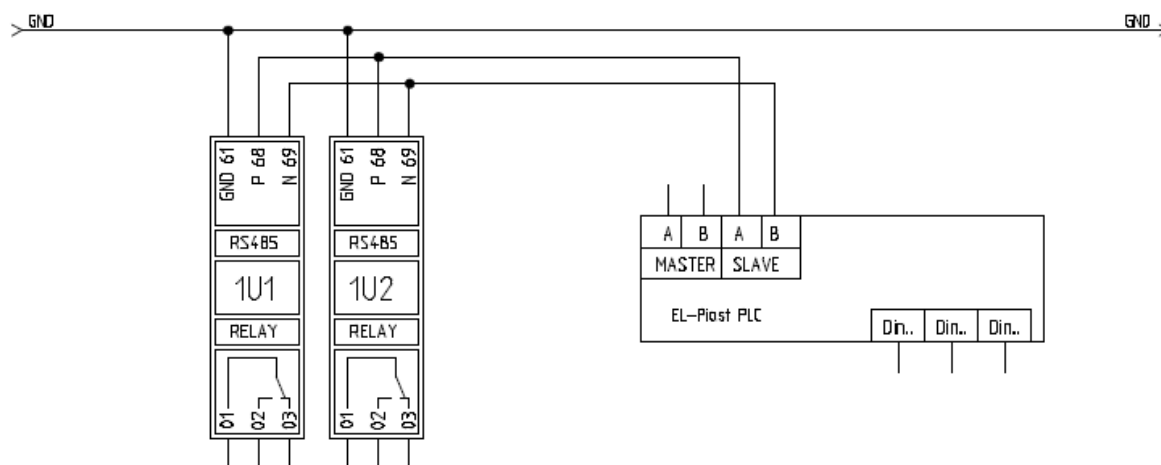 GND GND
GND 61 P 68 N 69 GND 61 P 68 N 69
A B A B
RS485 RS485 MASTER SLAVE
1U1 1U2
EL-Piast PLC
RELAY RELAY Din.. Din.. Din..
01 02 03 01 02 03